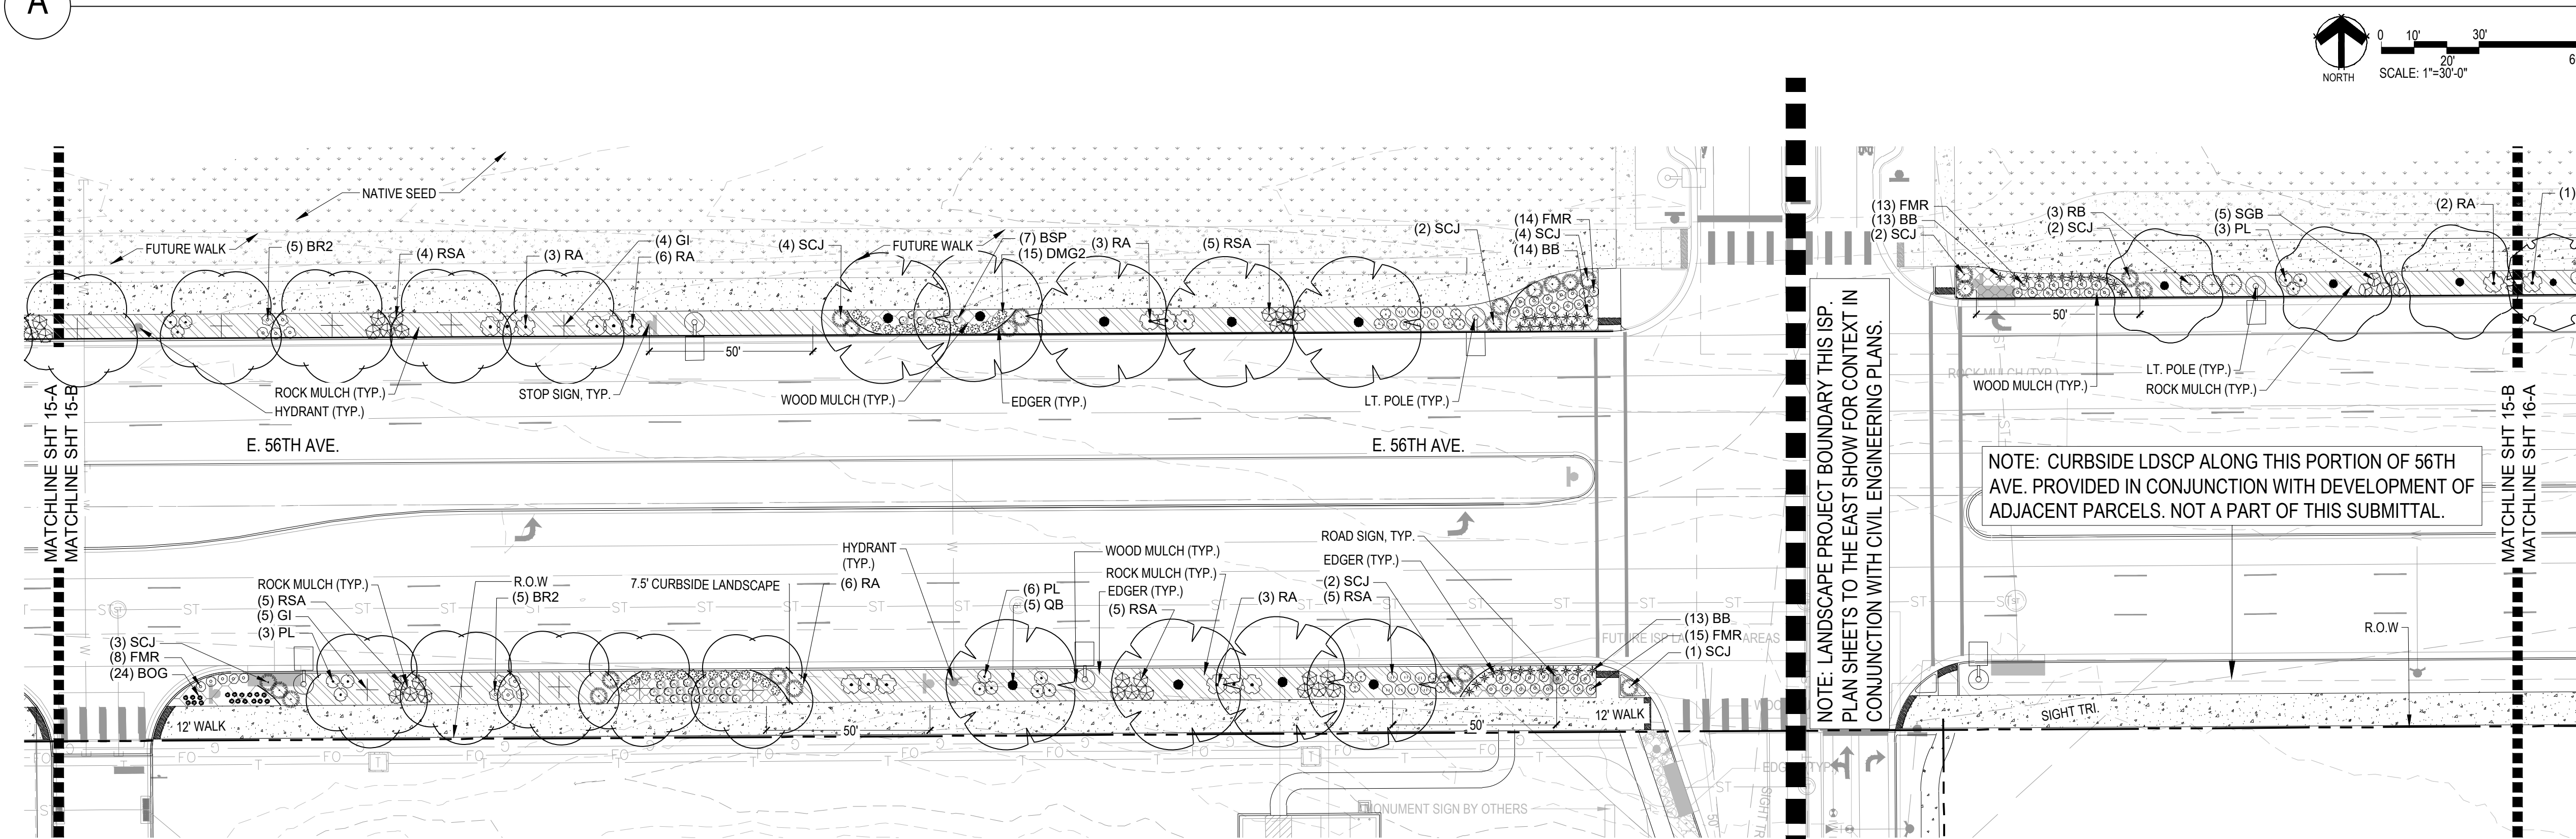 A
0 10' 30'
20'
NORTH
SCALE: 1"=30'-0"
NATIVE SEED
FUTURE WALK
(5) BR2
(4) RSA
(3) RA
(4) GI
(6) RA
(4) SCJ
FUTURE WALK
(7) BSP
(15) DMG2
(3) RA
(5) RSA
(2) SCJ
(14) FMR
(4) SCJ
(14) BB
(13) FMR
(13) BB
(2) SCJ
(3) RB
(2) SCJ
(5) SGB
(3) PL
(2) RA
(1)
50'
50'
ROCK MULCH (TYP.)
HYDRANT (TYP.)
STOP SIGN, TYP.
WOOD MULCH (TYP.)
EDGER (TYP.)
LT. POLE (TYP.)
ROCK MULCH (TYP.)
WOOD MULCH (TYP.)
LT. POLE (TYP.)
ROCK MULCH (TYP.)
MATCHLINE SHT 15-A
MATCHLINE SHT 15-B
E. 56TH AVE.
E. 56TH AVE.
NOTE: LANDSCAPE PROJECT BOUNDARY THIS ISP.
PLAN SHEETS TO THE EAST SHOW FOR CONTEXT IN
CONJUNCTION WITH CIVIL ENGINEERING PLANS.
NOTE: CURBSIDE LDSCP ALONG THIS PORTION OF 56TH
AVE. PROVIDED IN CONJUNCTION WITH DEVELOPMENT OF
ADJACENT PARCELS. NOT A PART OF THIS SUBMITTAL.
MATCHLINE SHT 15-B
MATCHLINE SHT 16-A
ROCK MULCH (TYP.)
(5) RSA
(5) GI
(3) PL
(3) SCJ
(8) FMR
(24) BOG
R.O.W
(5) BR2
7.5' CURBSIDE LANDSCAPE
HYDRANT
(TYP.)
(6) RA
(6) PL
(5) QB
WOOD MULCH (TYP.)
ROCK MULCH (TYP.)
EDGER (TYP.)
(5) RSA
(3) RA
ROAD SIGN, TYP.
EDGER (TYP.)
(2) SCJ
(5) RSA
(13) BB
(15) FMR
(1) SCJ
R.O.W
12' WALK
50'
50'
12' WALK
SIGHT TRI.
MONUMENT SIGN BY OTHERS